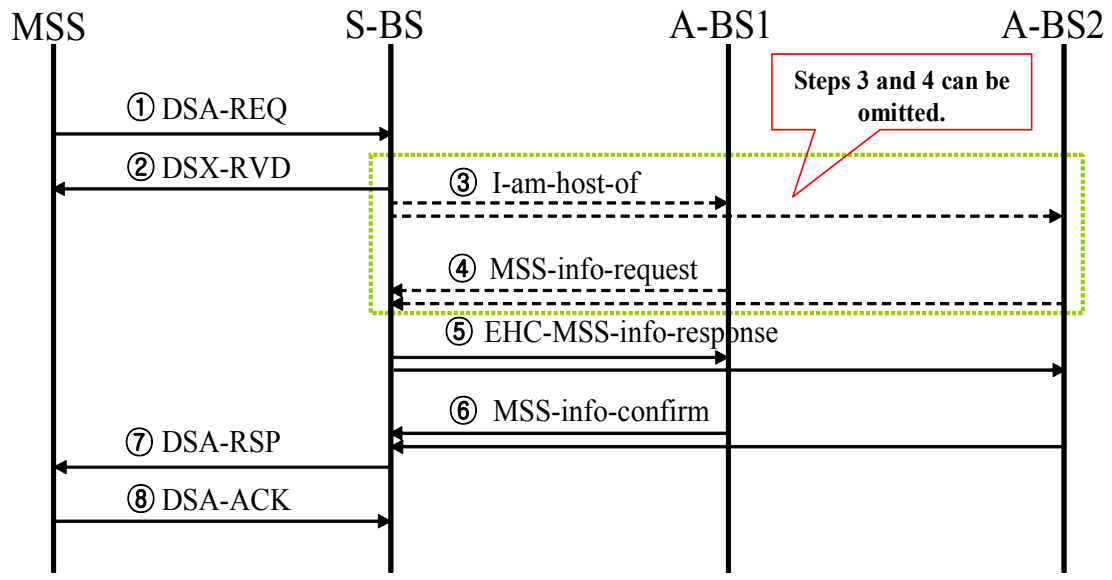 MSS
S-BS
A-BS1
A-BS2
Steps 3 and 4 can be
omitted.
① DSA-REQ
② DSX-RVD
③ I-am-host-of
④ MSS-info-request
⑤ EHC-MSS-info-response
⑥ MSS-info-confirm
⑦ DSA-RSP
⑧ DSA-ACK